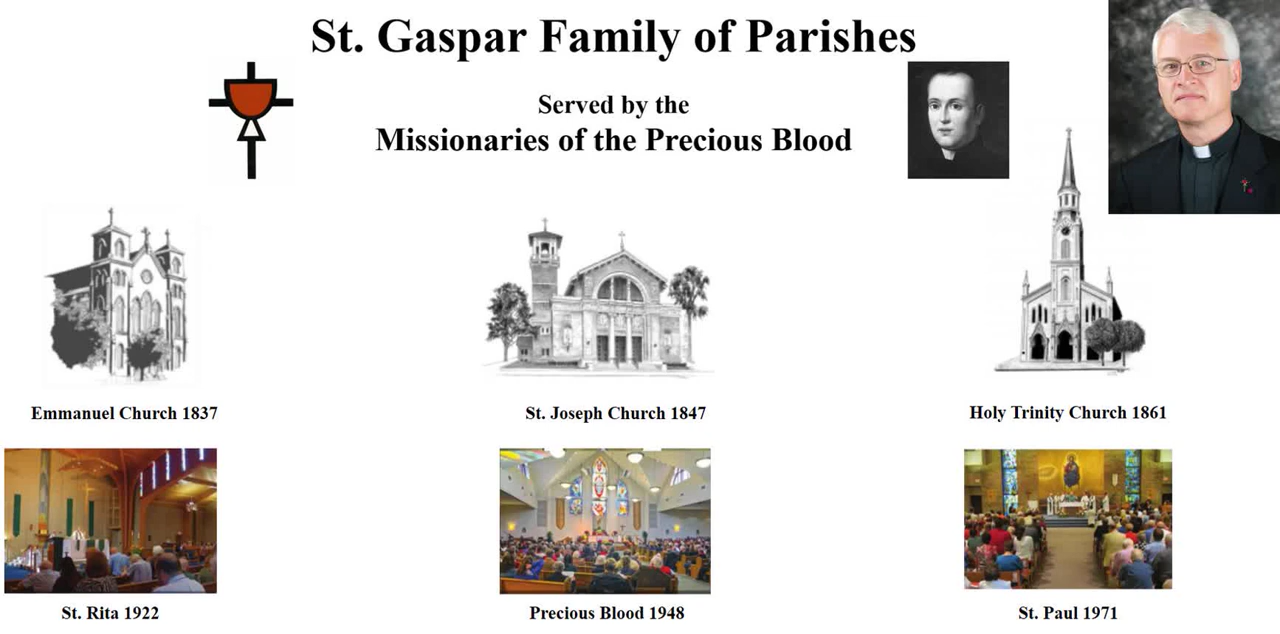 St. Gaspar Family of Parishes
Served by the
Missionaries of the Precious Blood
Emmanuel Church 1837
St. Joseph Church 1847
Holy Trinity Church 1861
St. Rita 1922
Precious Blood 1948
St. Paul 1971